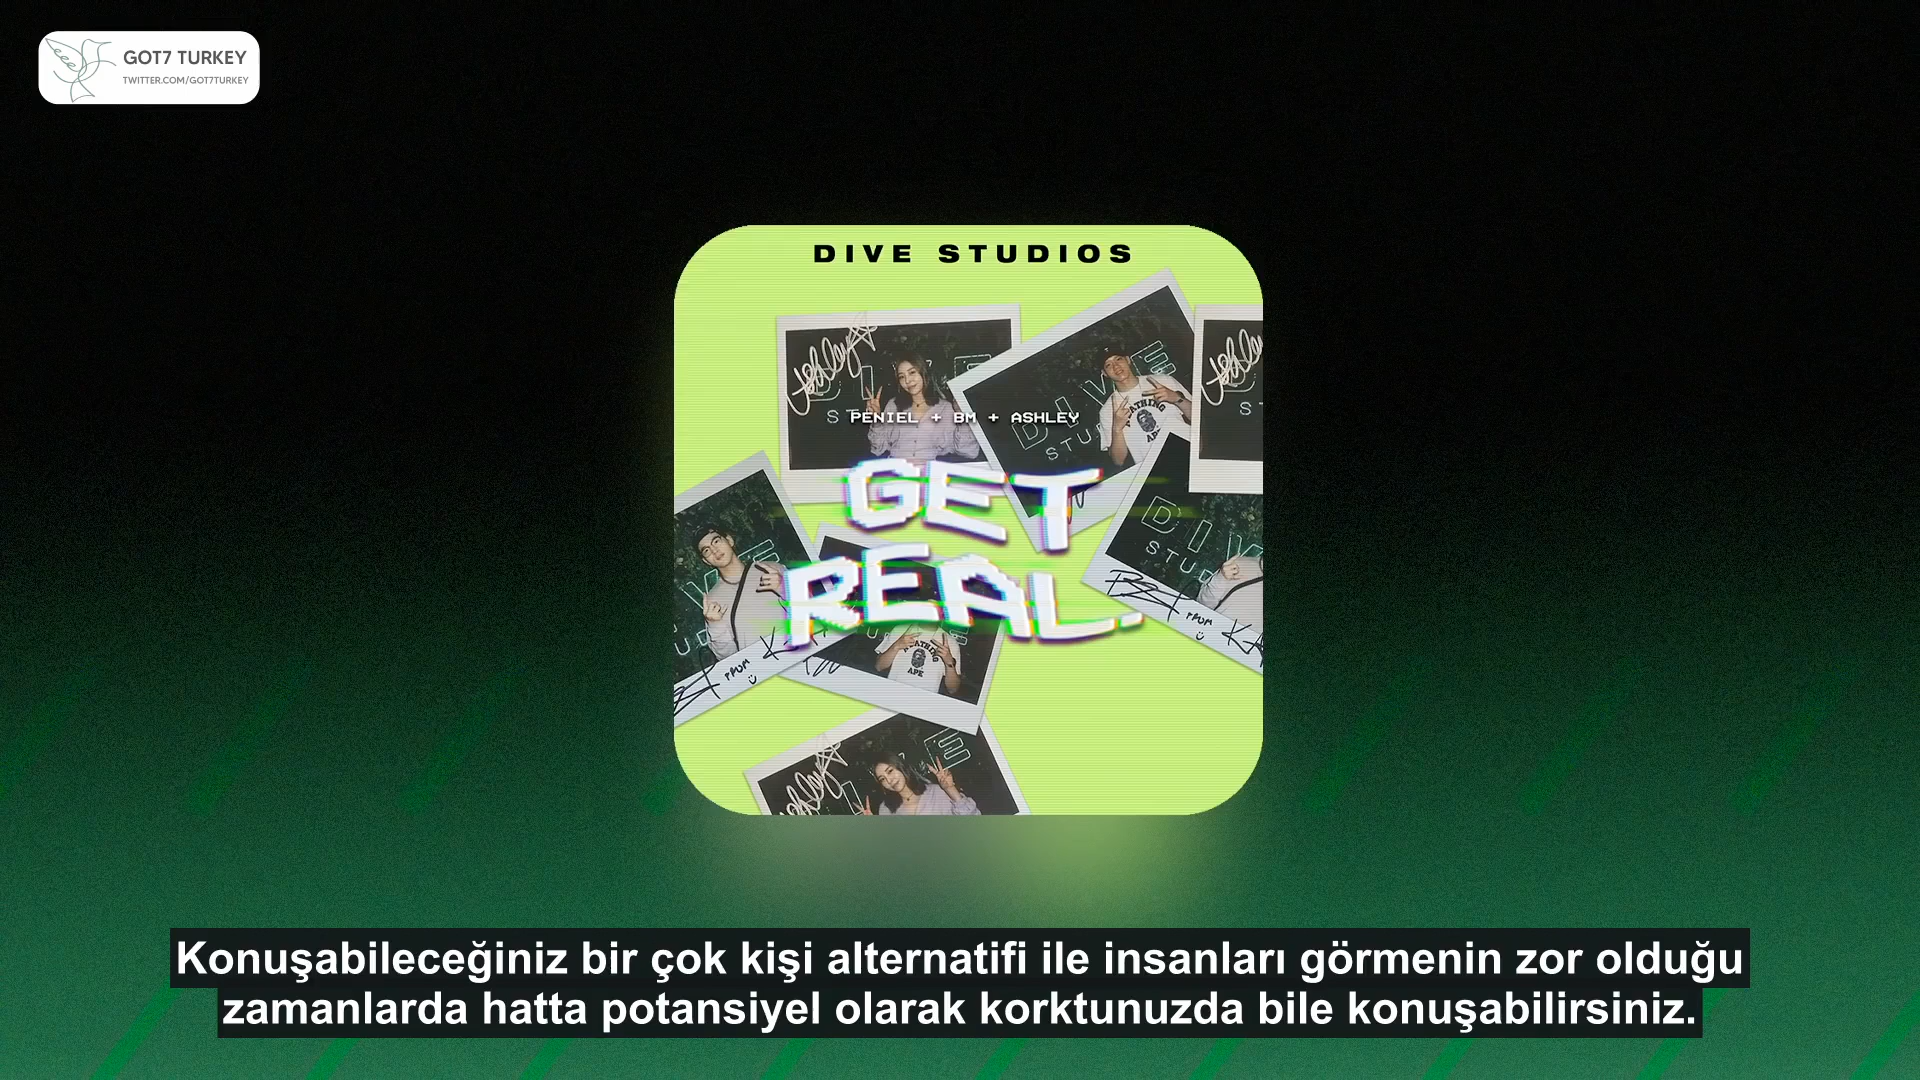 GOT7 TURKEY
TWITTER.COM/GOT7TURKEY
DIVE STUDIOS
PENIEL + BM + ASHLEY
GET
REAL.
Konuşabileceğiniz bir çok kişi alternatifi ile insanları görmenin zor olduğu
zamanlarda hatta potansiyel olarak korktunuzda bile konuşabilirsiniz.